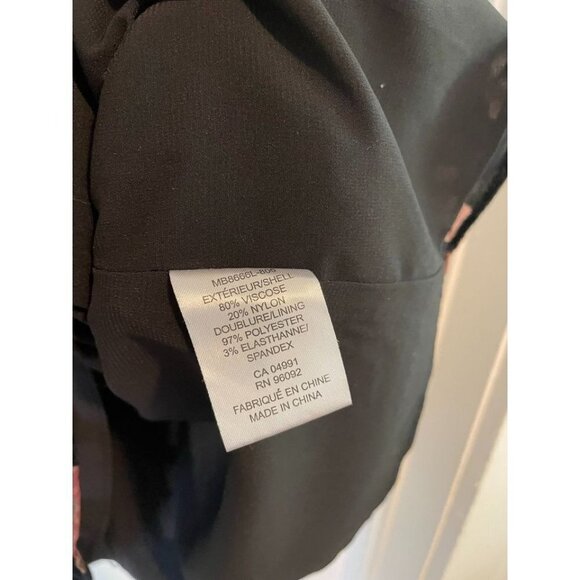 MB8666L-808
EXTÉRIEUR/SHELL
80% VISCOSE
20% NYLON
DOUBLURE/LINING
97% POLYESTER
3% ELASTHANNE/
SPANDEX
CA 04991
RN 96092
FABRIQUÉ EN CHINE
MADE IN CHINA